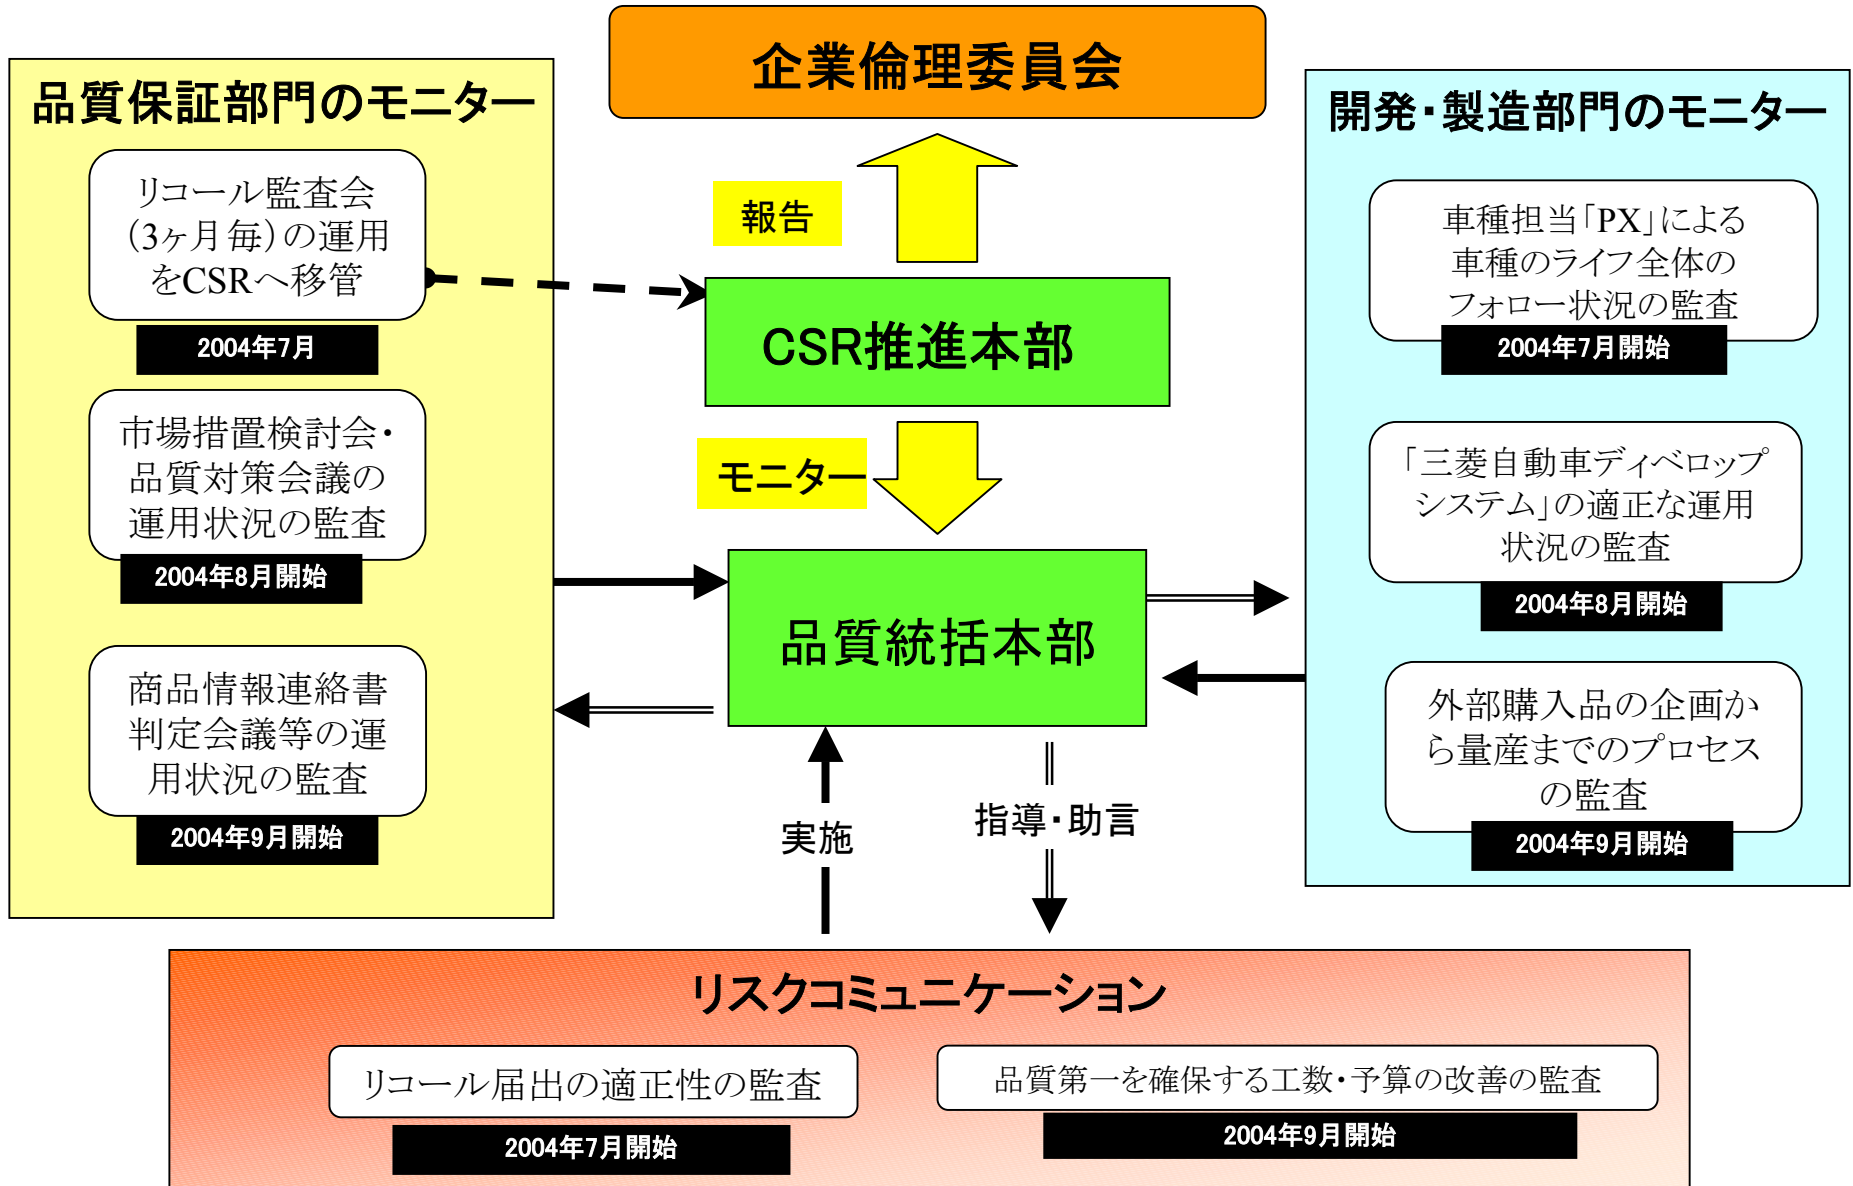 企業倫理委員会
品質保証部門のモニター
リコール監査会
（3ヶ月毎）の運用
をCSRへ移管
2004年7月
市場措置検討会・
品質対策会議の
運用状況の監査
2004年8月開始
商品情報連絡書
判定会議等の運
用状況の監査
2004年9月開始
報告
CSR推進本部
モニター
品質統括本部
実施
指導・助言
開発・製造部門のモニター
車種担当「PX」による
車種のライフ全体の
フォロー状況の監査
2004年7月開始
「三菱自動車ディベロップ
システム」の適正な運用
状況の監査
2004年8月開始
外部購入品の企画か
ら量産までのプロセス
の監査
2004年9月開始
リスクコミュニケーション
リコール届出の適正性の監査
2004年7月開始
品質第一を確保する工数・予算の改善の監査
2004年9月開始